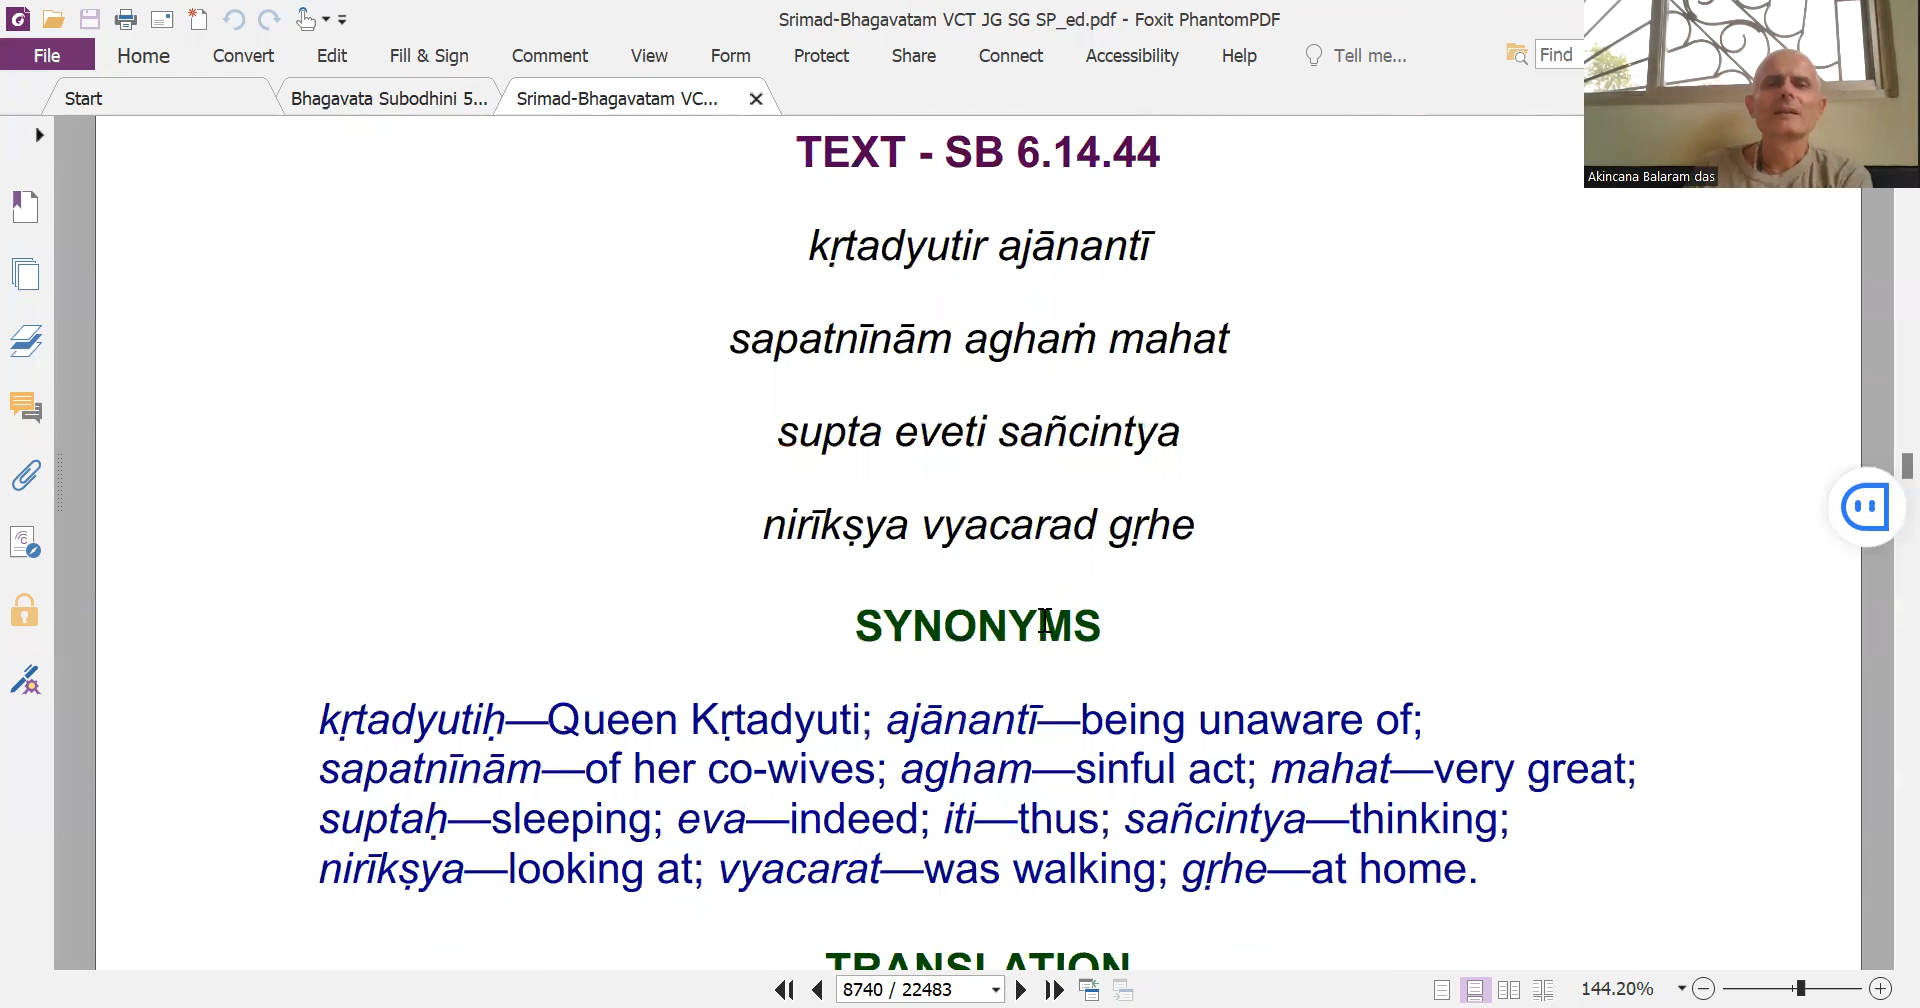 Srimad-Bhagavatam VCT JG SG SP_ed.pdf - Foxit PhantomPDF
File Home Convert Edit Fill & Sign Comment View Form Protect Share Connect Accessibility Help Tell me... Find
Start Bhagavata Subodhini 5... Srimad-Bhagavatam VC...
Akincana Balaram das
TEXT - SB 6.14.44
kṛtadyutir ajānantī
sapatnīnām aghaṁ mahat
supta eveti sañcintya
nirīkṣya vyacarad gṛhe
SYNONYMS
kṛtadyutiḥ—Queen Kṛtadyuti; ajānantī—being unaware of;
sapatnīnām—of her co-wives; agham—sinful act; mahat—very great;
suptaḥ—sleeping; eva—indeed; iti—thus; sañcintya—thinking;
nirīkṣya—looking at; vyacarat—was walking; gṛhe—at home.
TRANSLATION
8740 / 22483 144.20%